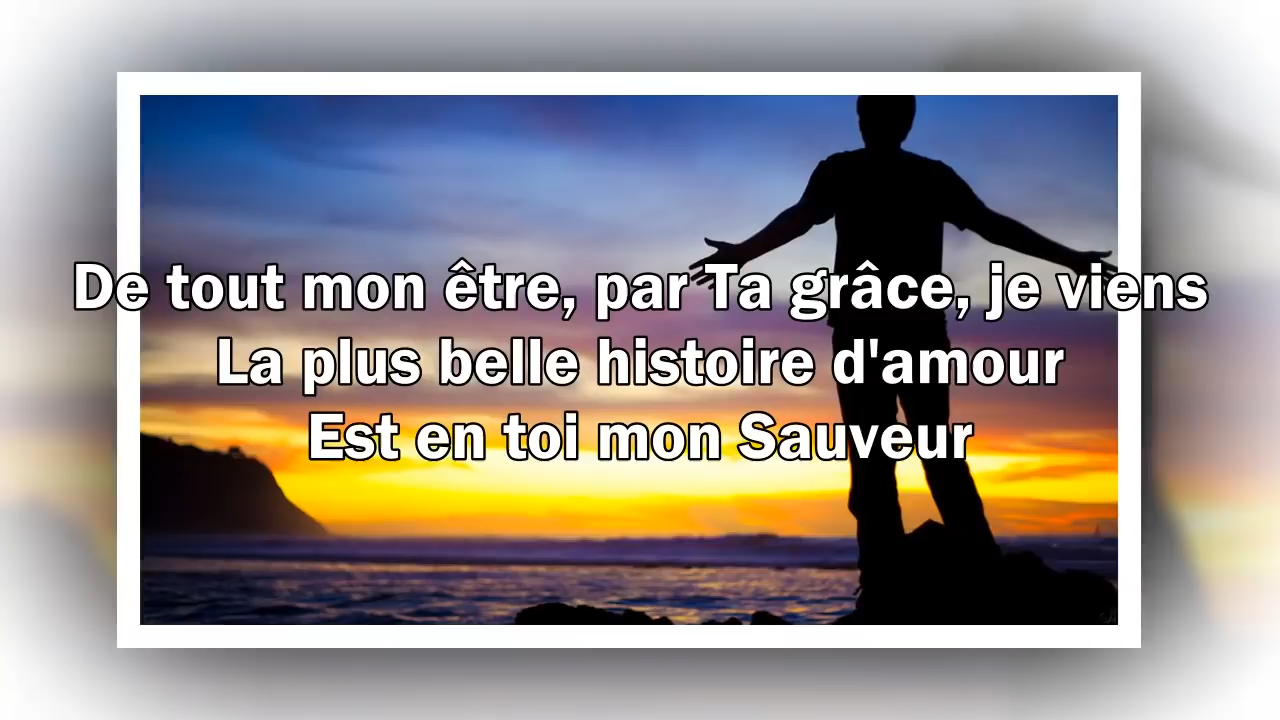 De tout mon être, par Ta grâce, je viens
La plus belle histoire d'amour
Est en toi mon Sauveur